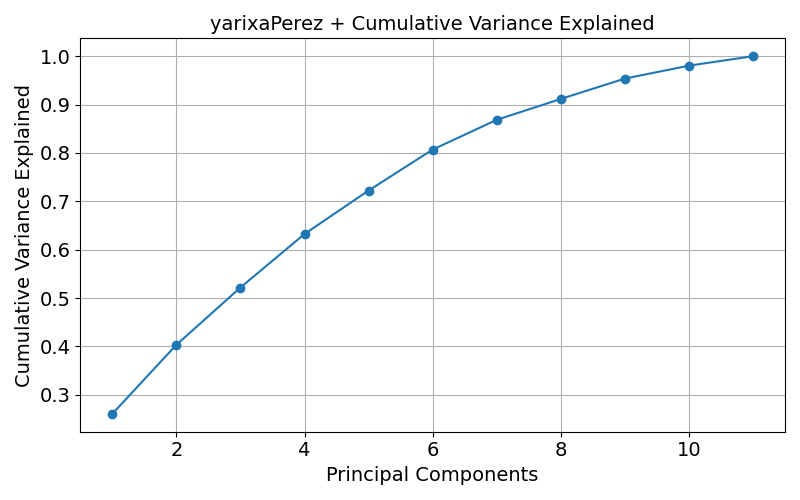 yarixaPerez + Cumulative Variance Explained
Cumulative Variance Explained
1.0
0.9
0.8
0.7
0.6
0.5
0.4
0.3
2 4 6 8 10
Principal Components